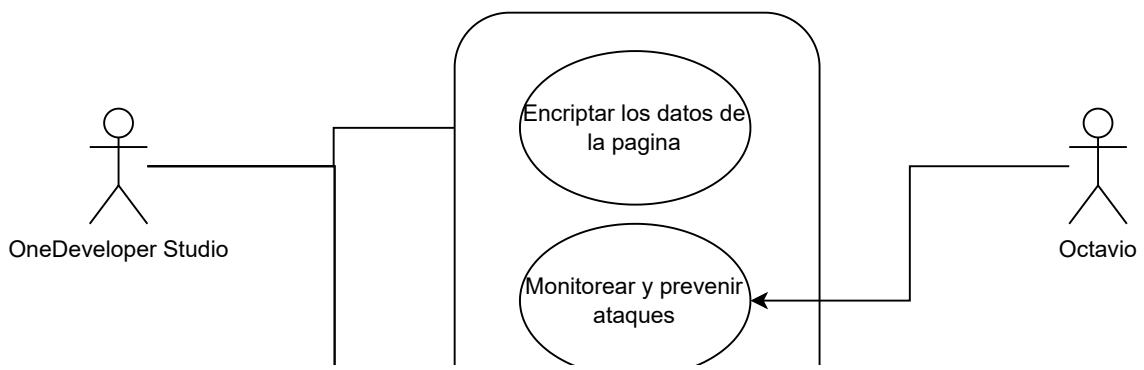 Encriptar los datos de
la pagina
OneDeveloper Studio
Octavio
Monitorear y prevenir
ataques